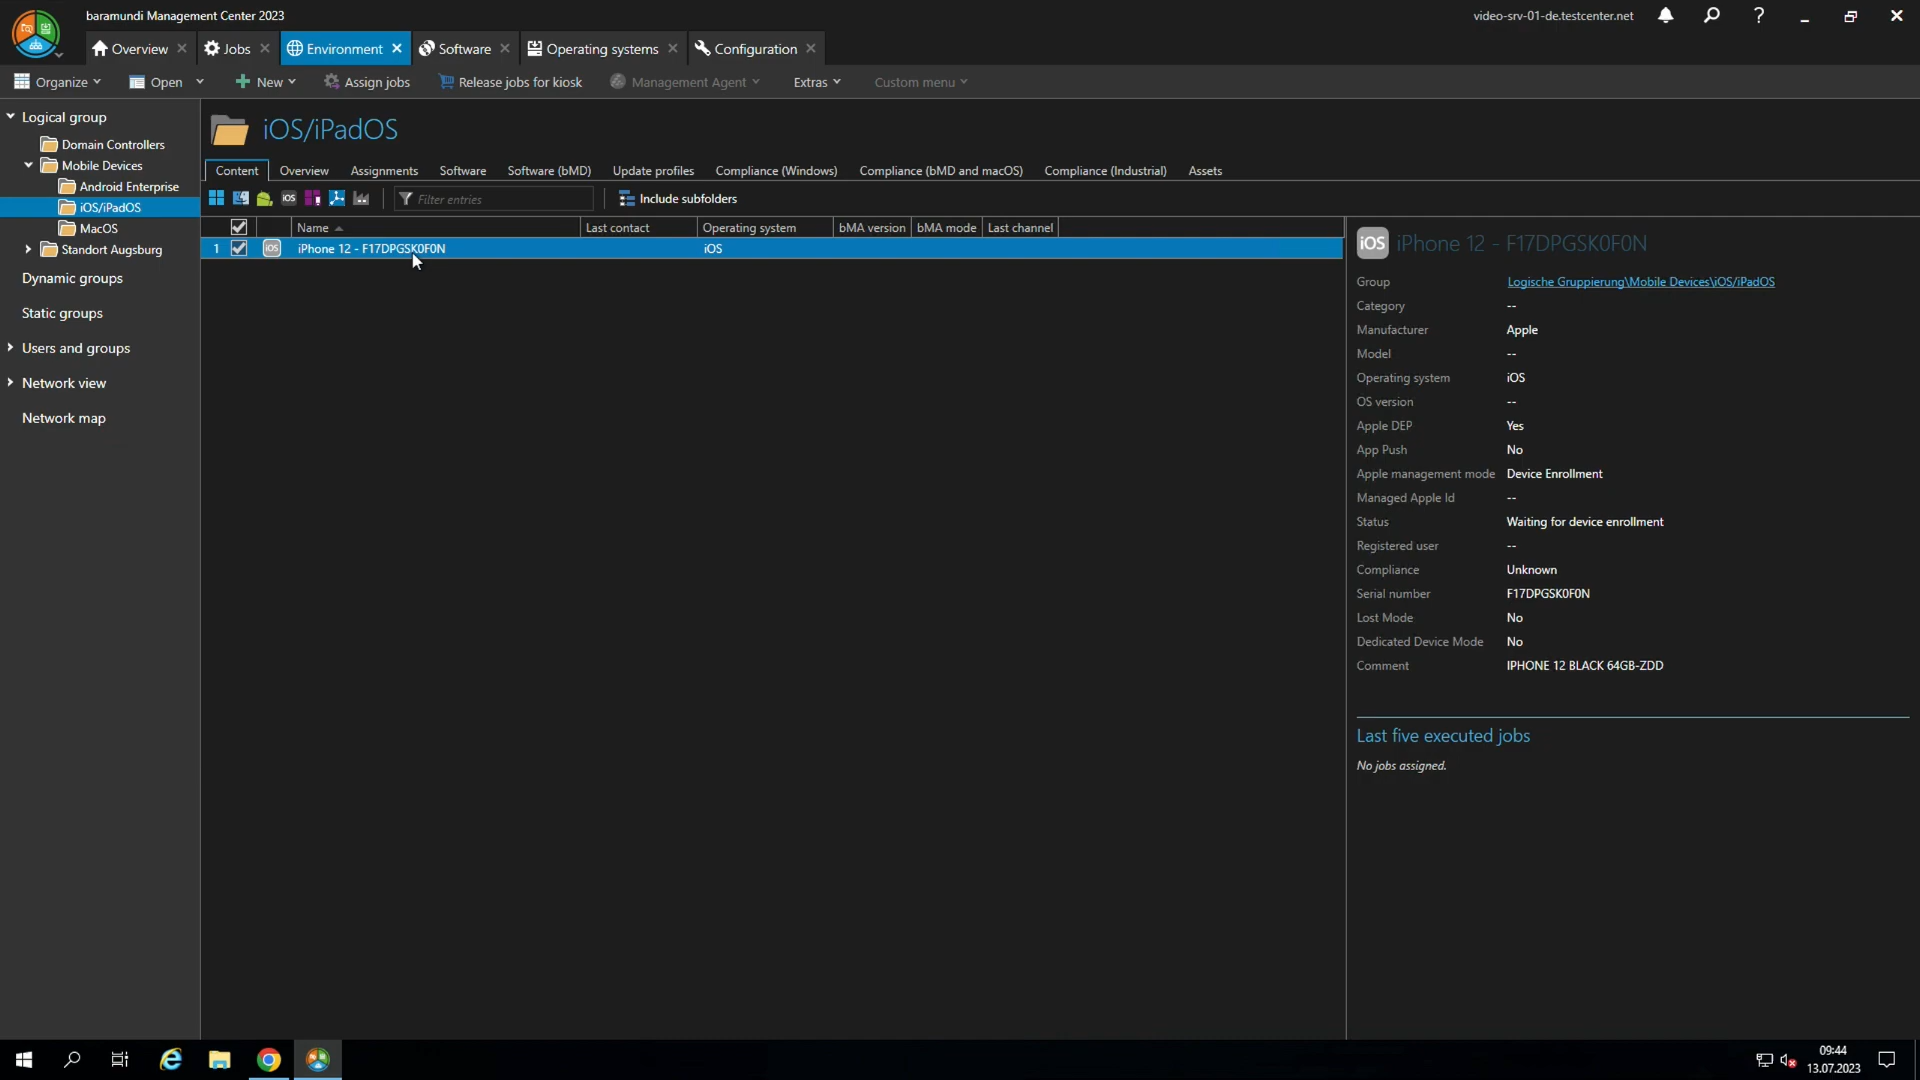 baramundi Management Center 2023
video-srv-01-de.testcenter.net
?
Overview
Jobs
Environment
Software
Operating systems
Configuration
Organize
Open
New
Assign jobs
Release jobs for kiosk
Management Agent
Extras
Custom menu
Logical group
Domain Controllers
Mobile Devices
Android Enterprise
iOS/iPadOS
MacOS
Standort Augsburg
Dynamic groups
Static groups
Users and groups
Network view
Network map
iOS/iPadOS
Content
Overview
Assignments
Software
Software (bMD)
Update profiles
Compliance (Windows)
Compliance (bMD and macOS)
Compliance (Industrial)
Assets
iOS
Filter entries
Include subfolders
Name
Last contact
Operating system
bMA version
bMA mode
Last channel
1
iOS
iPhone 12 - F17DPGSK0F0N
iOS
iOS
iPhone 12 - F17DPGSK0F0N
Group Logische Gruppierung\Mobile Devices\iOS/iPadOS
Category --
Manufacturer Apple
Model --
Operating system iOS
OS version --
Apple DEP Yes
App Push No
Apple management mode Device Enrollment
Managed Apple Id --
Status Waiting for device enrollment
Registered user --
Compliance Unknown
Serial number F17DPGSK0F0N
Lost Mode No
Dedicated Device Mode No
Comment IPHONE 12 BLACK 64GB-ZDD
Last five executed jobs
No jobs assigned.
09:44
13.07.2023